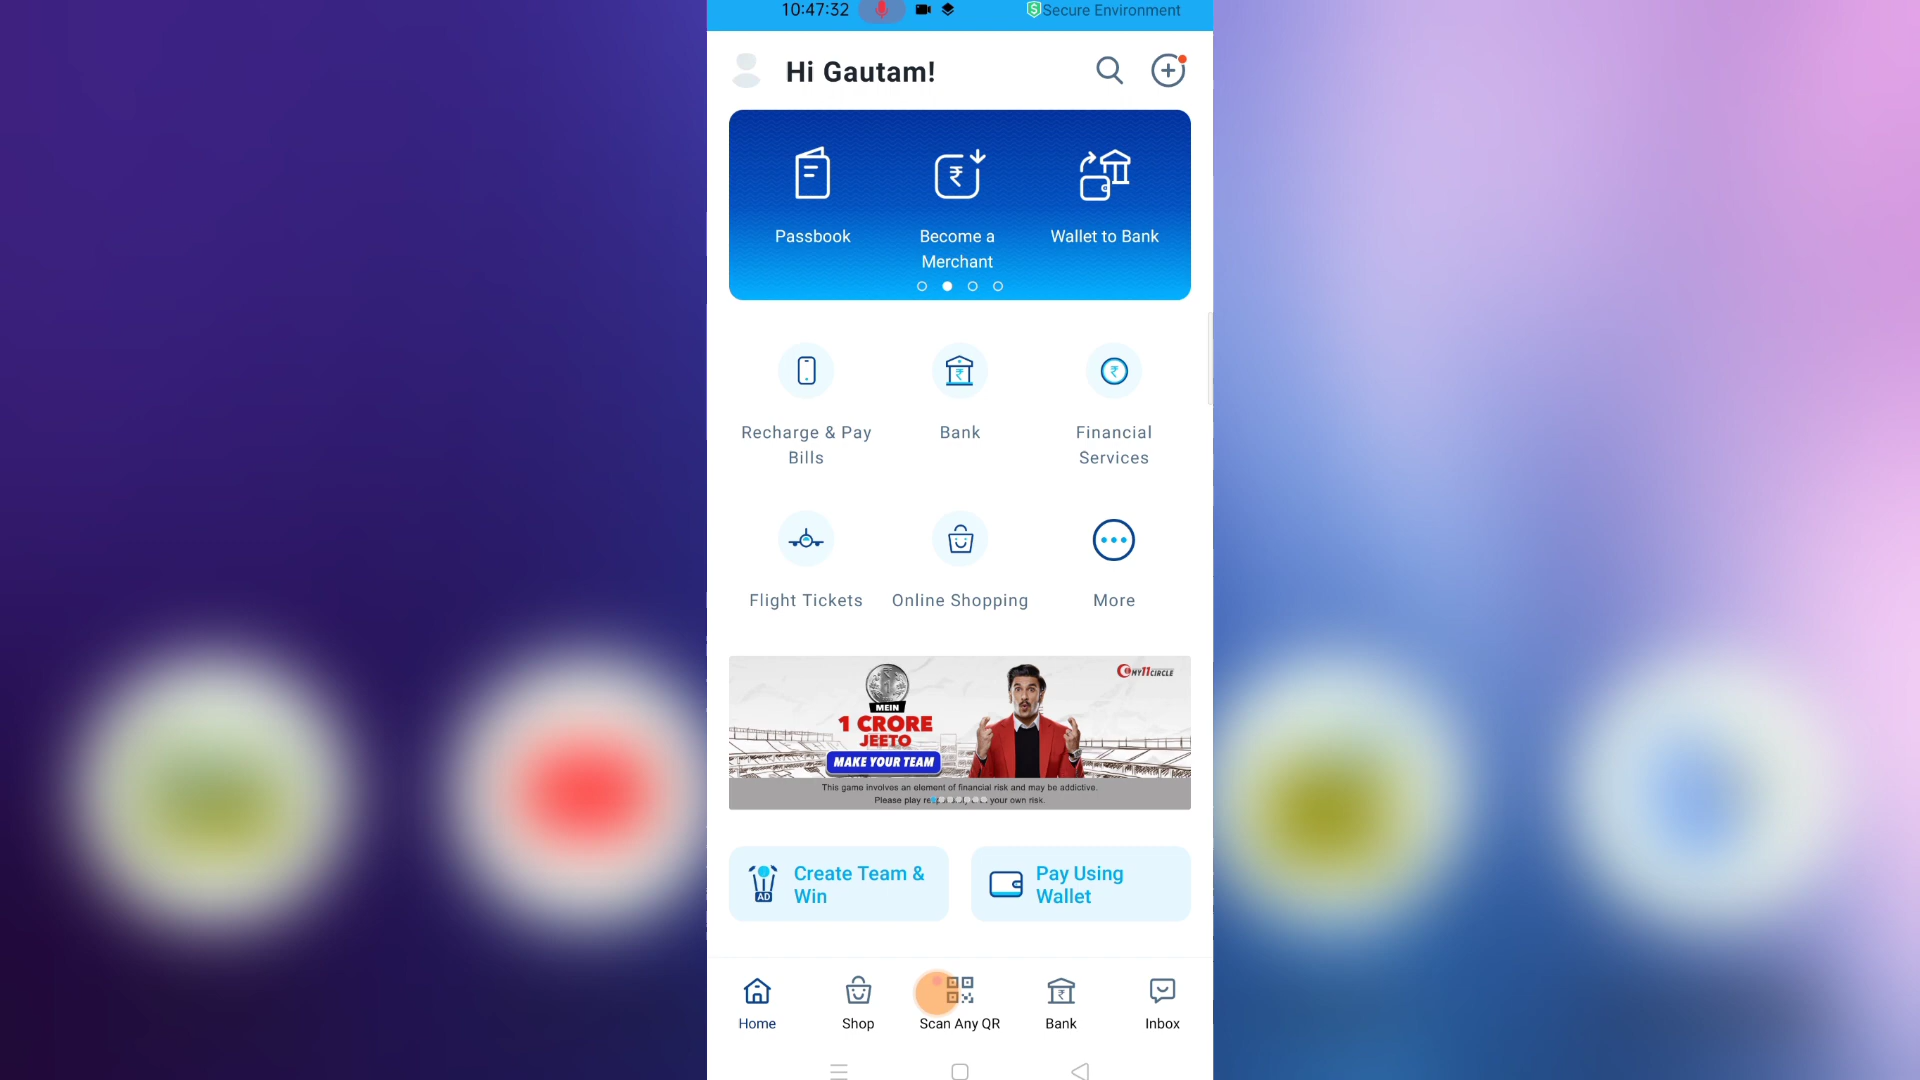 10:47:32
Secure Environment
Hi Gautam!
Passbook
Become a
Merchant
Wallet to Bank
Recharge & Pay
Bills
Bank
Financial
Services
Flight Tickets
Online Shopping
More
MY11CIRCLE
MEIN
1 CRORE
JEETO
MAKE YOUR TEAM
This game involves an element of financial risk and may be addictive.
Please play your own risk.
Create Team &
Win
AD
Pay Using
Wallet
Home
Shop
Scan Any QR
Bank
Inbox